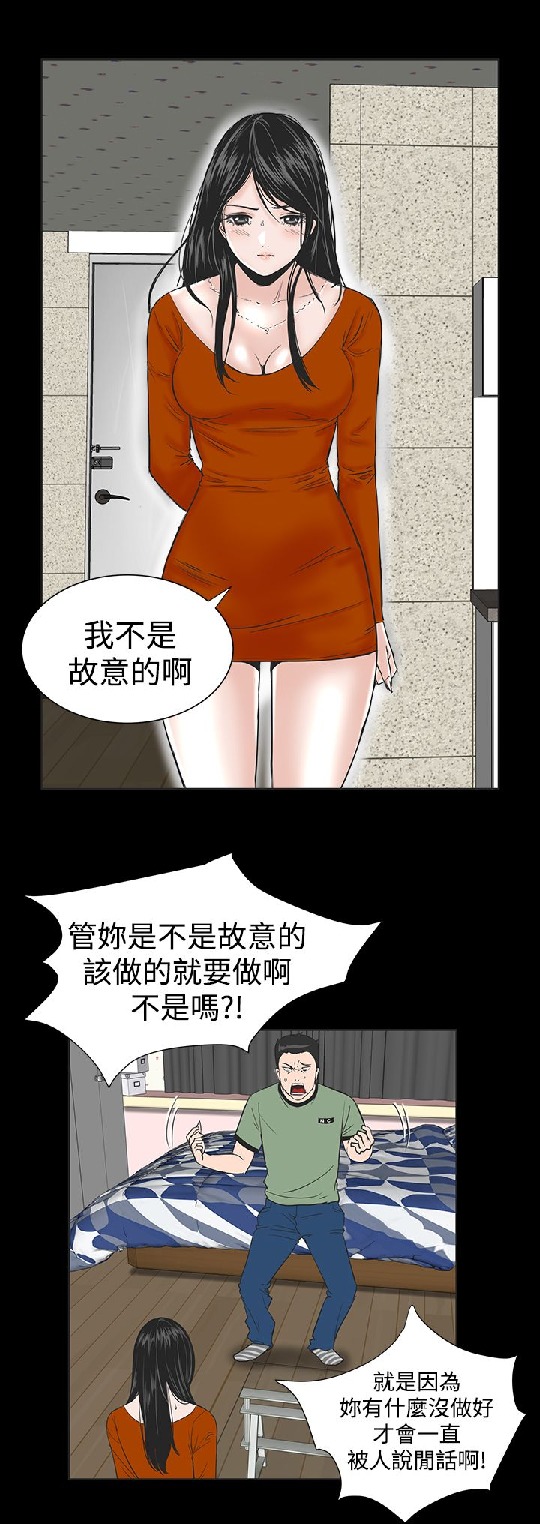 我不是
故意的啊
管妳是不是故意的
該做的就要做啊
不是嗎?!
就是因為
妳有什麼沒做好
才會一直
被人說閒話啊!